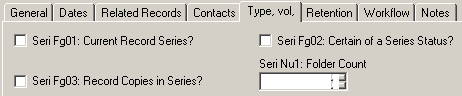 General Dates Related Records Contacts Type, vol, Retention Workflow Notes
Seri Fg01: Current Record Series? Seri Fg02: Certain of a Series Status?
Seri Nu1: Folder Count
Seri Fg03: Record Copies in Series?